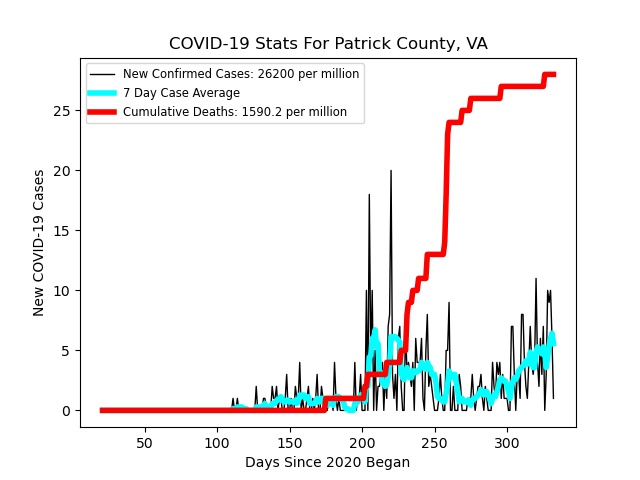 COVID-19 Stats For Patrick County, VA
New Confirmed Cases: 26200 per million
7 Day Case Average
Cumulative Deaths: 1590.2 per million
New COVID-19 Cases
25
20
15
10
5
0
50
100
150
200
250
300
Days Since 2020 Began